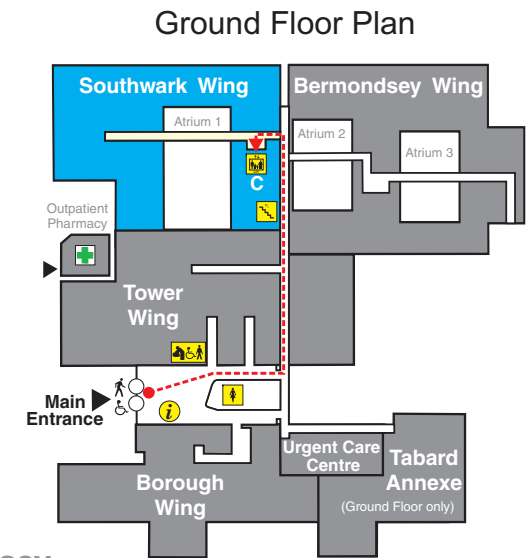 Ground Floor Plan
Southwark Wing
Bermondsey Wing
Atrium 1
Atrium 2
Atrium 3
C
Outpatient
Pharmacy
Tower
Wing
Main
Entrance
i
Urgent Care
Centre
Tabard
Annexe
(Ground Floor only)
Borough
Wing